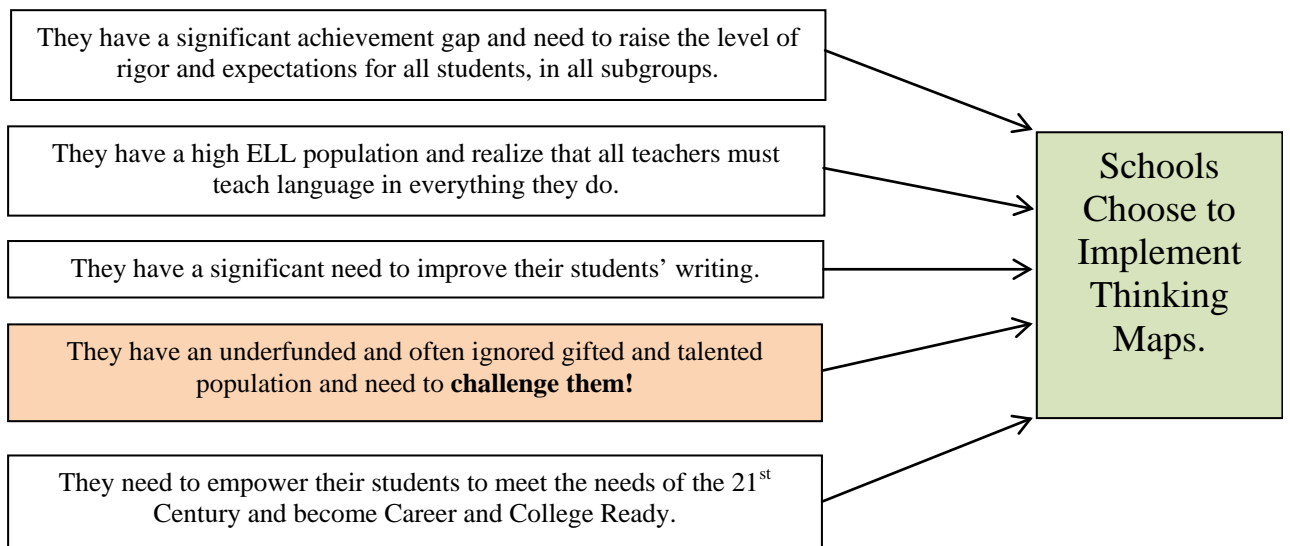 They have a significant achievement gap and need to raise the level of
rigor and expectations for all students, in all subgroups.
They have a high ELL population and realize that all teachers must
teach language in everything they do.
They have a significant need to improve their students’ writing.
They have an underfunded and often ignored gifted and talented
population and need to challenge them!
They need to empower their students to meet the needs of the 21st
Century and become Career and College Ready.
Schools
Choose to
Implement
Thinking
Maps.